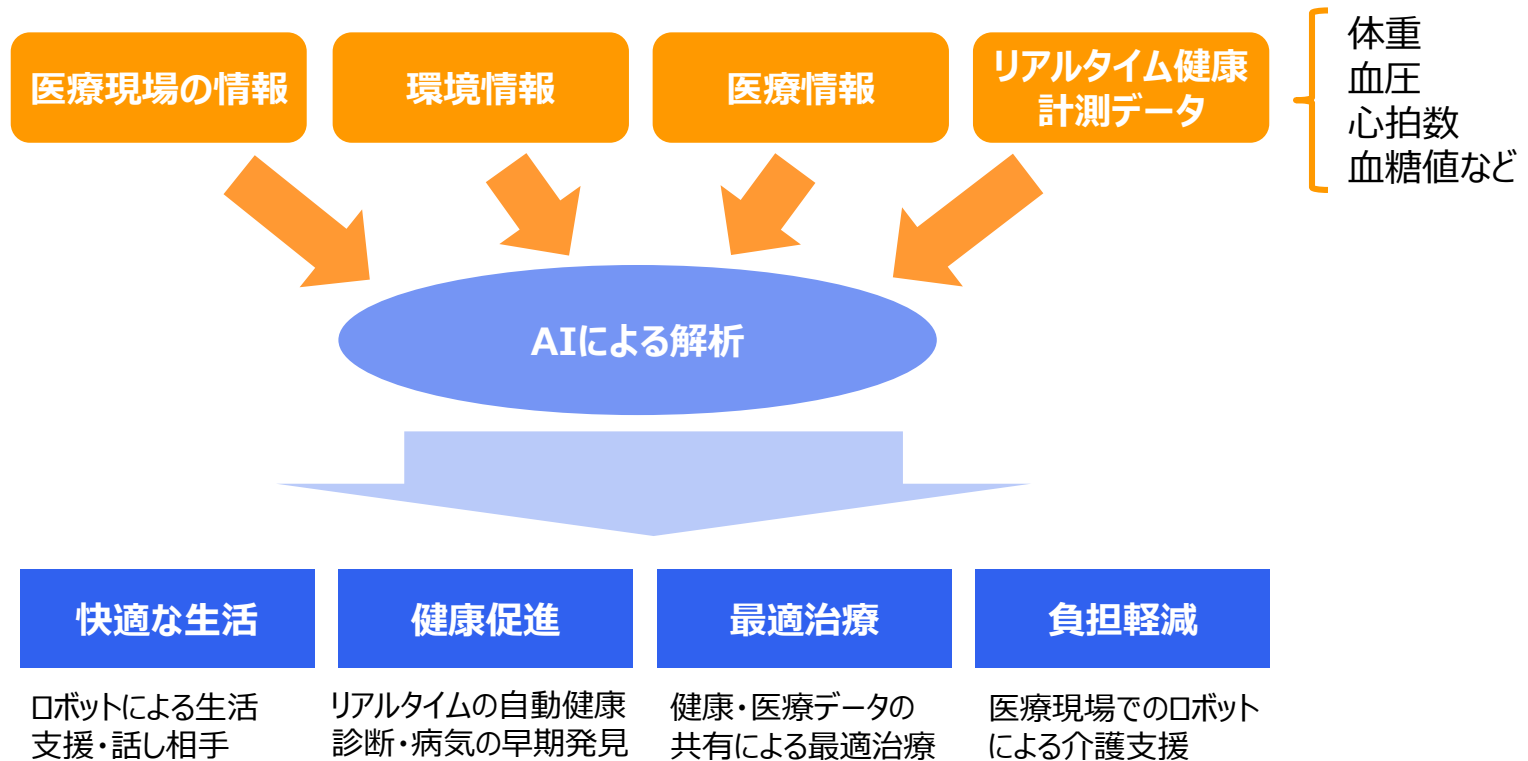 医療現場の情報
環境情報
医療情報
リアルタイム健康
計測データ
体重
血圧
心拍数
血糖値など
AIによる解析
快適な生活
健康促進
最適治療
負担軽減
ロボットによる生活
支援・話し相手
リアルタイムの自動健康
診断・病気の早期発見
健康・医療データの
共有による最適治療
医療現場でのロボット
による介護支援